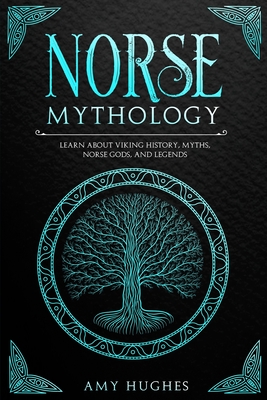 NORSE
MYTHOLOGY
LEARN ABOUT VIKING HISTORY, MYTHS,
NORSE GODS, AND LEGENDS
AMY HUGHES